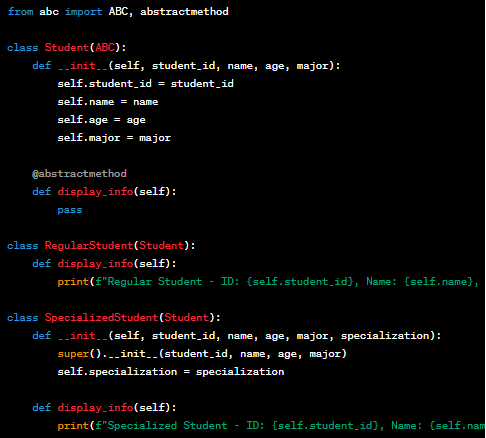 from abc import ABC, abstractmethod
class Student(ABC):
    def __init__(self, student_id, name, age, major):
        self.student_id = student_id
        self.name = name
        self.age = age
        self.major = major
    @abstractmethod
    def display_info(self):
        pass
class RegularStudent(Student):
    def display_info(self):
        print(f"Regular Student - ID: {self.student_id}, Name: {self.name},
class SpecializedStudent(Student):
    def __init__(self, student_id, name, age, major, specialization):
        super().__init__(student_id, name, age, major)
        self.specialization = specialization
    def display_info(self):
        print(f"Specialized Student - ID: {self.student_id}, Name: {self.nam